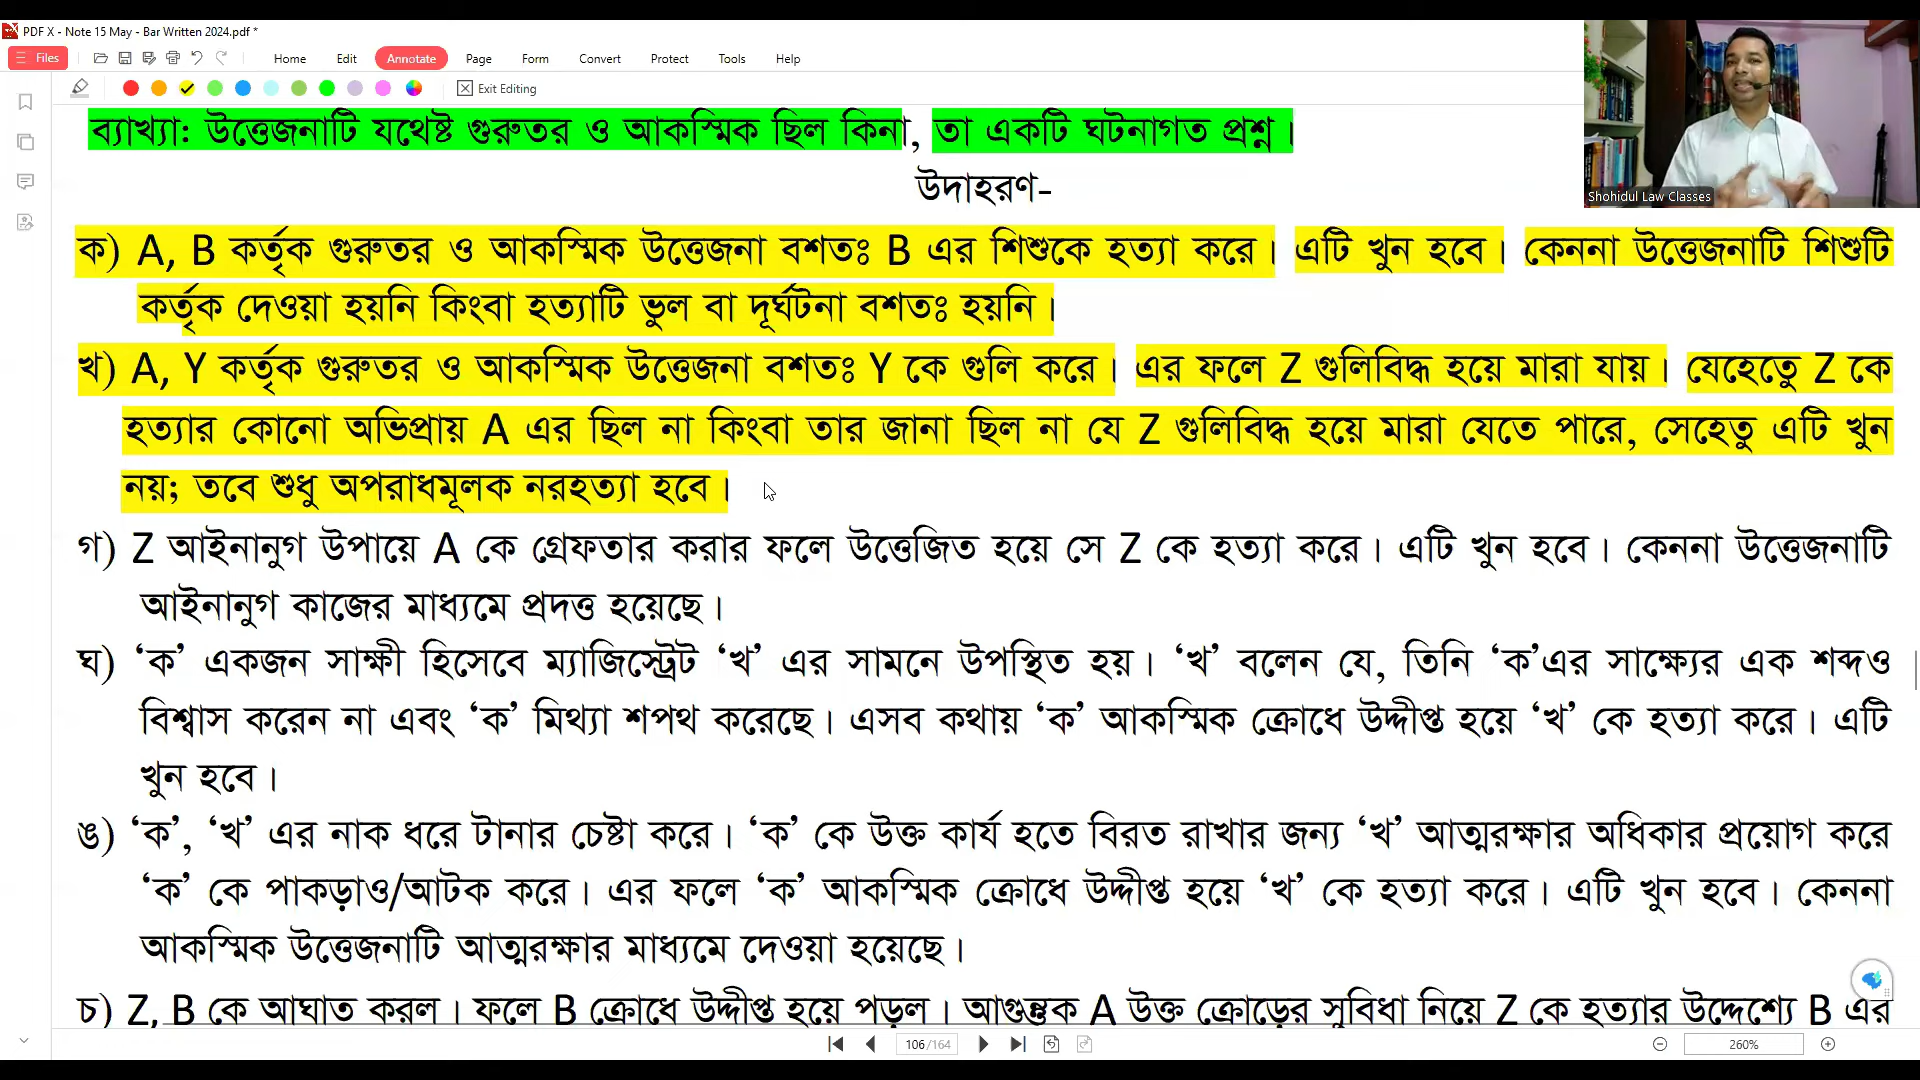 PDF X - Note 15 May - Bar Written 2024.pdf *
Files Home Edit Annotate Page Form Convert Protect Tools Help
Exit Editing
ব্যাখ্যা: উত্তেজনাটি যথেষ্ট গুরুতর ও আকস্মিক ছিল কিনা, তা একটি ঘটনাগত প্রশ্ন।
Shohidul Law Classes
উদাহরণ-
ক) A, B কর্তৃক গুরুতর ও আকস্মিক উত্তেজনা বশতঃ B এর শিশুকে হত্যা করে। এটি খুন হবে। কেননা উত্তেজনাটি শিশুটি
কর্তৃক দেওয়া হয়নি কিংবা হত্যাটি ভুল বা দূর্ঘটনা বশতঃ হয়নি।
খ) A, Y কর্তৃক গুরুতর ও আকস্মিক উত্তেজনা বশতঃ Y কে গুলি করে। এর ফলে Z গুলিবিদ্ধ হয়ে মারা যায়। যেহেতু Z কে
হত্যার কোনো অভিপ্রায় A এর ছিল না কিংবা তার জানা ছিল না যে Z গুলিবিদ্ধ হয়ে মারা যেতে পারে, সেহেতু এটি খুন
নয়; তবে শুধু অপরাধমূলক নরহত্যা হবে।
গ) Z আইনানুগ উপায়ে A কে গ্রেফতার করার ফলে উত্তেজিত হয়ে সে Z কে হত্যা করে। এটি খুন হবে। কেননা উত্তেজনাটি
আইনানুগ কাজের মাধ্যমে প্রদত্ত হয়েছে।
ঘ) ‘ক’ একজন সাক্ষী হিসেবে ম্যাজিস্ট্রেট ‘খ’ এর সামনে উপস্থিত হয়। ‘খ’ বলেন যে, তিনি ‘ক’এর সাক্ষ্যের এক শব্দও
বিশ্বাস করেন না এবং ‘ক’ মিথ্যা শপথ করেছে। এসব কথায় ‘ক’ আকস্মিক ক্রোধে উদ্দীপ্ত হয়ে ‘খ’ কে হত্যা করে। এটি
খুন হবে।
ঙ) ‘ক’, ‘খ’ এর নাক ধরে টানার চেষ্টা করে। ‘ক’ কে উক্ত কার্য হতে বিরত রাখার জন্য ‘খ’ আত্মরক্ষার অধিকার প্রয়োগ করে
‘ক’ কে পাকড়াও/আটক করে। এর ফলে ‘ক’ আকস্মিক ক্রোধে উদ্দীপ্ত হয়ে ‘খ’ কে হত্যা করে। এটি খুন হবে। কেননা
আকস্মিক উত্তেজনাটি আত্মরক্ষার মাধ্যমে দেওয়া হয়েছে।
চ) Z, B কে আঘাত করল। ফলে B ক্রোধে উদ্দীপ্ত হয়ে পড়ল। আগুন্তুক A উক্ত ক্রোড়ের সুবিধা নিয়ে Z কে হত্যার উদ্দেশ্যে B এর
106 /164
260%